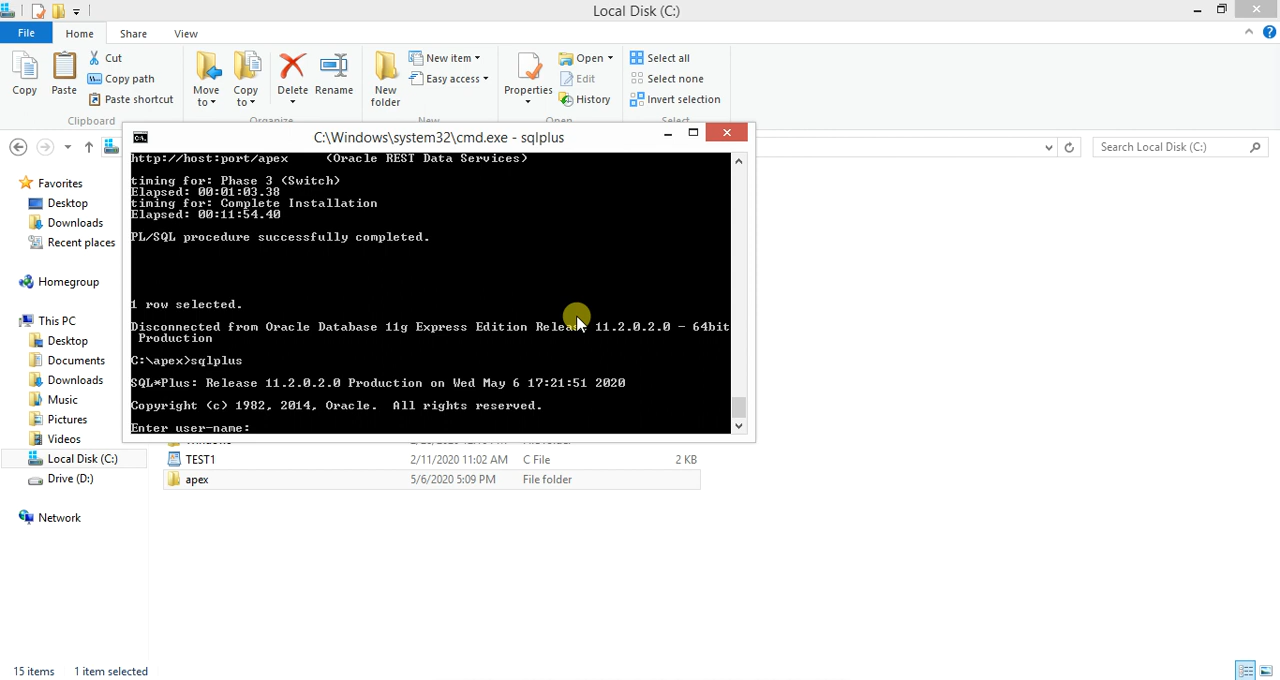 Local Disk (C:)
File Home Share View
Copy
Paste
Cut
Copy path
Paste shortcut
Clipboard
Move to
Copy to
Delete
Rename
Organize
New folder
New item
Easy access
New
Properties
Open
Edit
History
Open
Select all
Select none
Invert selection
Select
Search Local Disk (C:)
C:\Windows\system32\cmd.exe - sqlplus
http://host:port/apex (Oracle REST Data Services)
timing for: Phase 3 (Switch)
Elapsed: 00:01:03.38
timing for: Complete Installation
Elapsed: 00:11:54.40
PL/SQL procedure successfully completed.
1 row selected.
Disconnected from Oracle Database 11g Express Edition Release 11.2.0.2.0 - 64bit
Production
C:\apex>sqlplus
SQL*Plus: Release 11.2.0.2.0 Production on Wed May 6 17:21:51 2020
Copyright (c) 1982, 2014, Oracle. All rights reserved.
Enter user-name:
Favorites
Desktop
Downloads
Recent places
Homegroup
This PC
Desktop
Documents
Downloads
Music
Pictures
Videos
Local Disk (C:)
Drive (D:)
Network
TEST1 2/11/2020 11:02 AM C File 2 KB
apex 5/6/2020 5:09 PM File folder
15 items 1 item selected